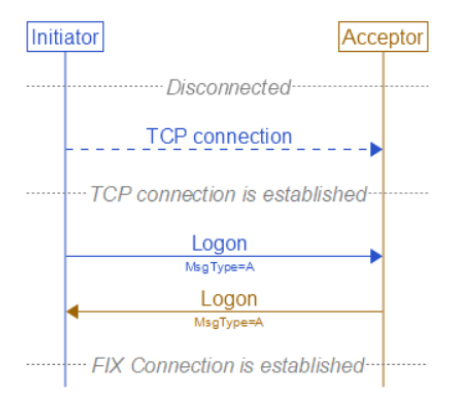 Initiator
Acceptor
Disconnected
TCP connection
TCP connection is established
Logon
MsgType=A
Logon
MsgType=A
FIX Connection is established